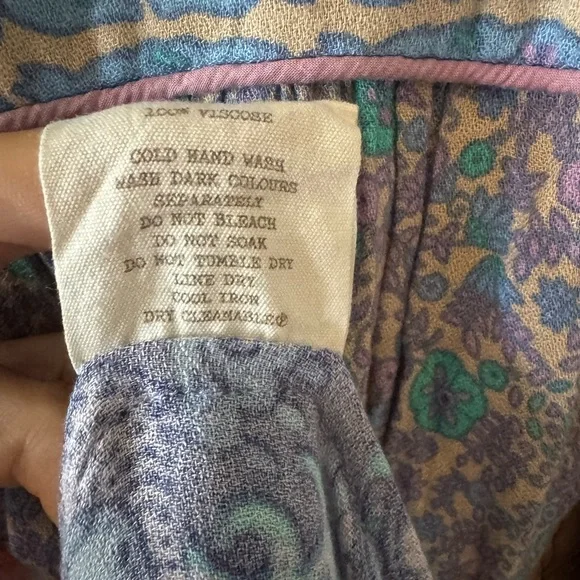 100% VISCOSE
COLD HAND WASH
WASH DARK COLOURS
SEPARATELY
DO NOT BLEACH
DO NOT SOAK
DO NOT TUMBLE DRY
LINE DRY
COOL IRON
DRY CLEANABLEⓅ